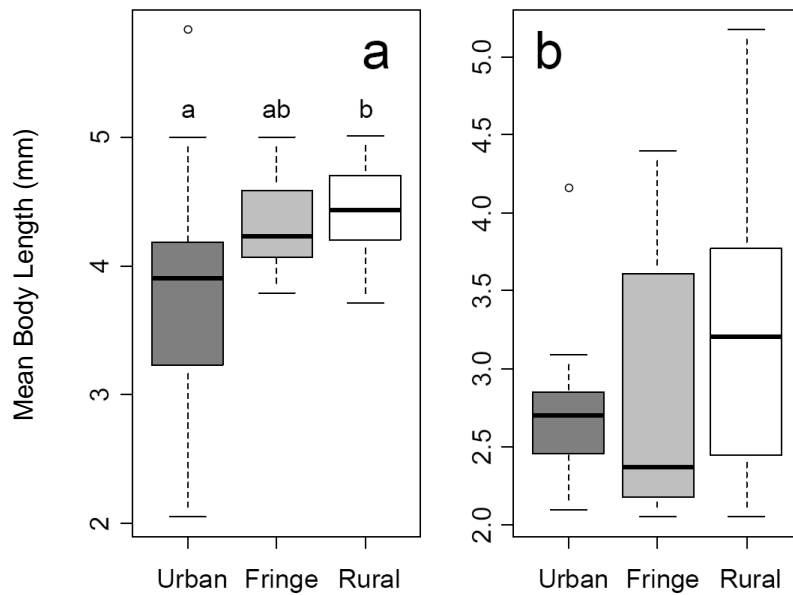 a
b
a ab b
Mean Body Length (mm)
5
4
3
2
5.0
4.5
4.0
3.5
3.0
2.5
2.0
Urban Fringe Rural
Urban Fringe Rural